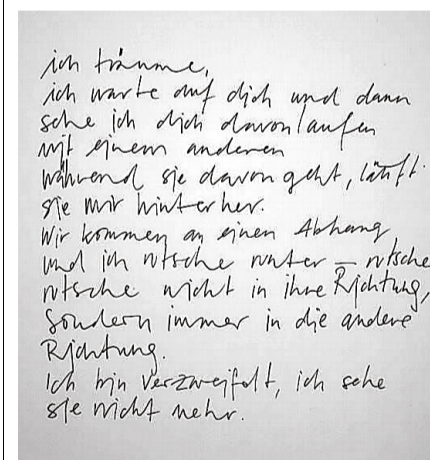 ich träume,
ich warte auf dich und dann
sehe ich dich davonlaufen
mit einem anderen
während sie davon geht, läuft
sie mir hinterher.
Wir kommen an einen Abhang
und ich rutsche runter – rutsche
rutsche nicht in ihre Richtung,
sondern immer in die andere
Richtung.
Ich bin verzweifelt, ich sehe
sie nicht mehr.